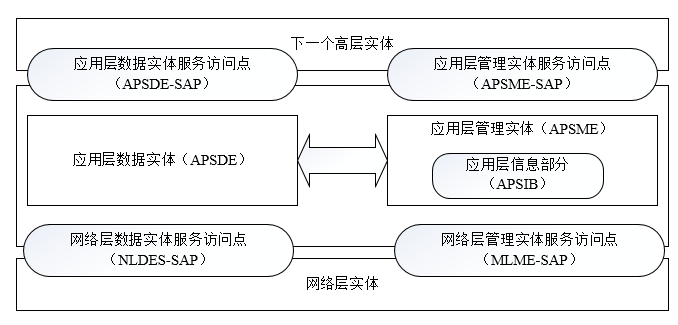 下一个高层实体
应用层数据实体服务访问点
（APSDE-SAP）
应用层管理实体服务访问点
（APSME-SAP）
应用层数据实体（APSDE）
应用层管理实体（APSME）
应用层信息部分
（APSIB）
网络层数据实体服务访问点
（NLDES-SAP）
网络层管理实体服务访问点
（MLME-SAP）
网络层实体